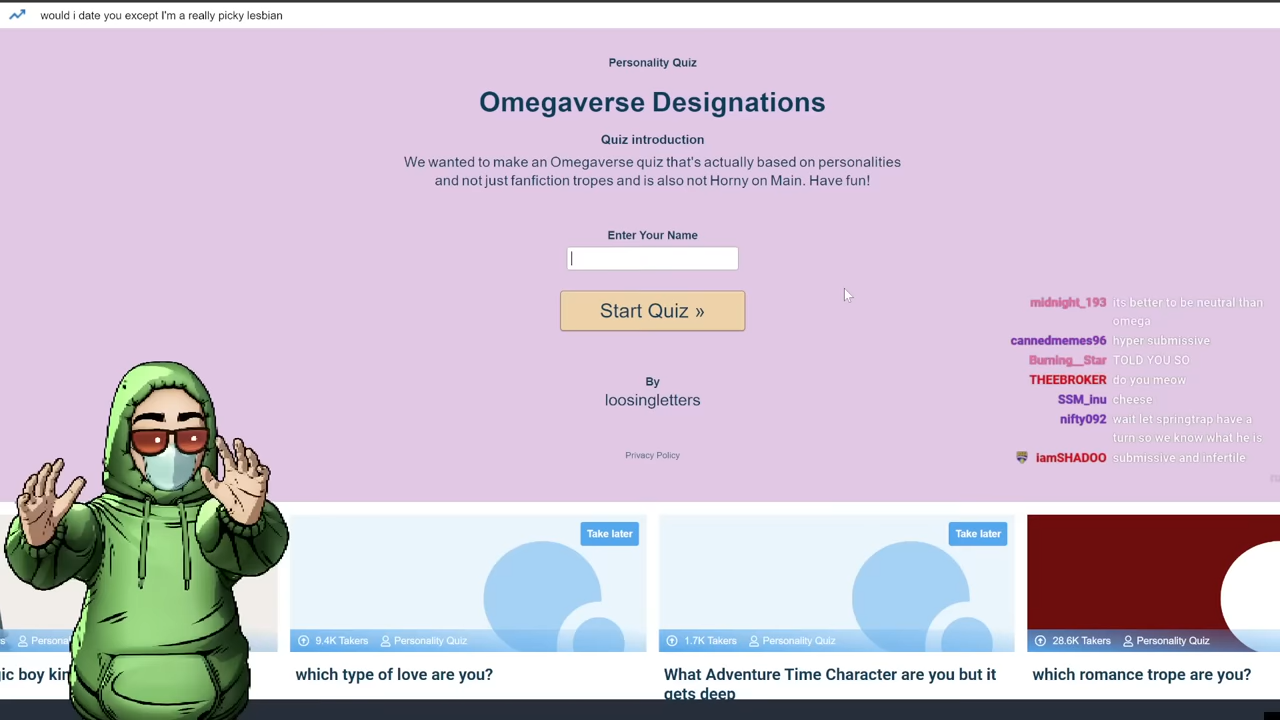 would i date you except I'm a really picky lesbian
Personality Quiz
Omegaverse Designations
Quiz introduction
We wanted to make an Omegaverse quiz that's actually based on personalities
and not just fanfiction tropes and is also not Horny on Main. Have fun!
Enter Your Name
Start Quiz »
By
loosingletters
Privacy Policy
midnight_193 its better to be neutral than
omega
cannedmemes96 hyper submissive
Burning__Star TOLD YOU SO
THEEBROKER do you meow
SSM_inu cheese
nifty092 wait let springtrap have a
turn so we know what he is
iamSHADOO submissive and infertile
Take later
Take later
9.4K Takers Personality Quiz
1.7K Takers Personality Quiz
28.6K Takers Personality Quiz
which type of love are you?
What Adventure Time Character are you but it
gets deep
which romance trope are you?